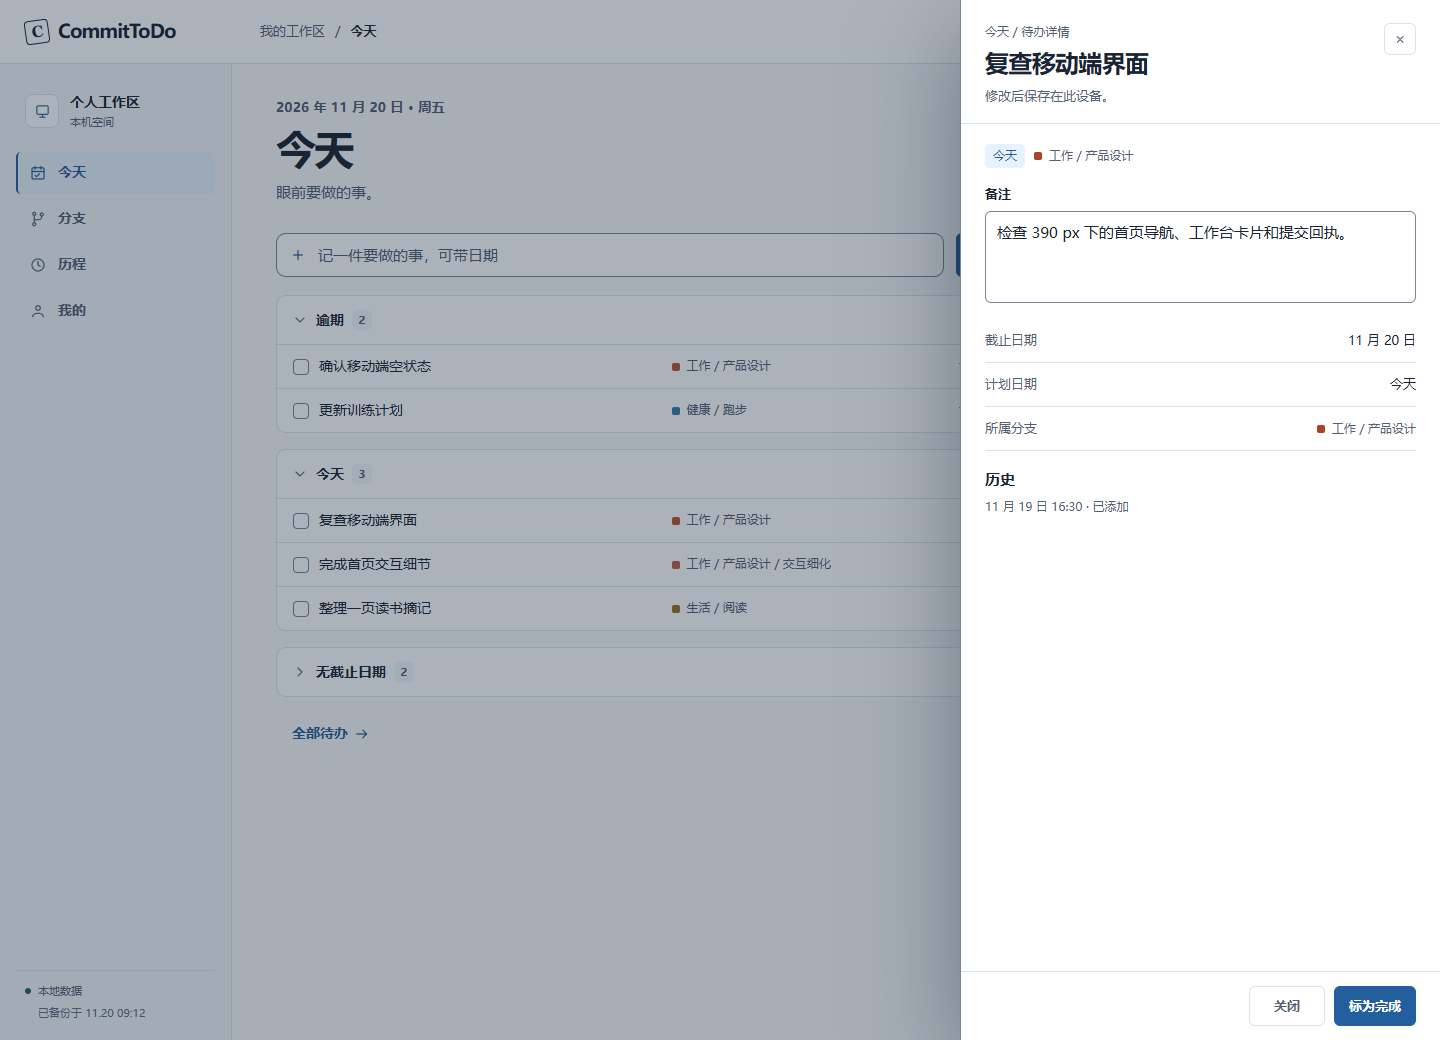 C CommitToDo
我的工作区 / 今天
个人工作区
本机空间
今天
分支
历程
我的
本地数据
已备份于 11.20 09:12
2026 年 11 月 20 日 • 周五
今天
眼前要做的事。
+ 记一件要做的事，可带日期
逾期 2
确认移动端空状态 工作 / 产品设计
更新训练计划 健康 / 跑步
今天 3
复查移动端界面 工作 / 产品设计
完成首页交互细节 工作 / 产品设计 / 交互细化
整理一页读书摘记 生活 / 阅读
无截止日期 2
全部待办 →
今天 / 待办详情
复查移动端界面
修改后保存在此设备。
×
今天 工作 / 产品设计
备注
检查 390 px 下的首页导航、工作台卡片和提交回执。
截止日期 11 月 20 日
计划日期 今天
所属分支 工作 / 产品设计
历史
11 月 19 日 16:30 · 已添加
关闭 标为完成